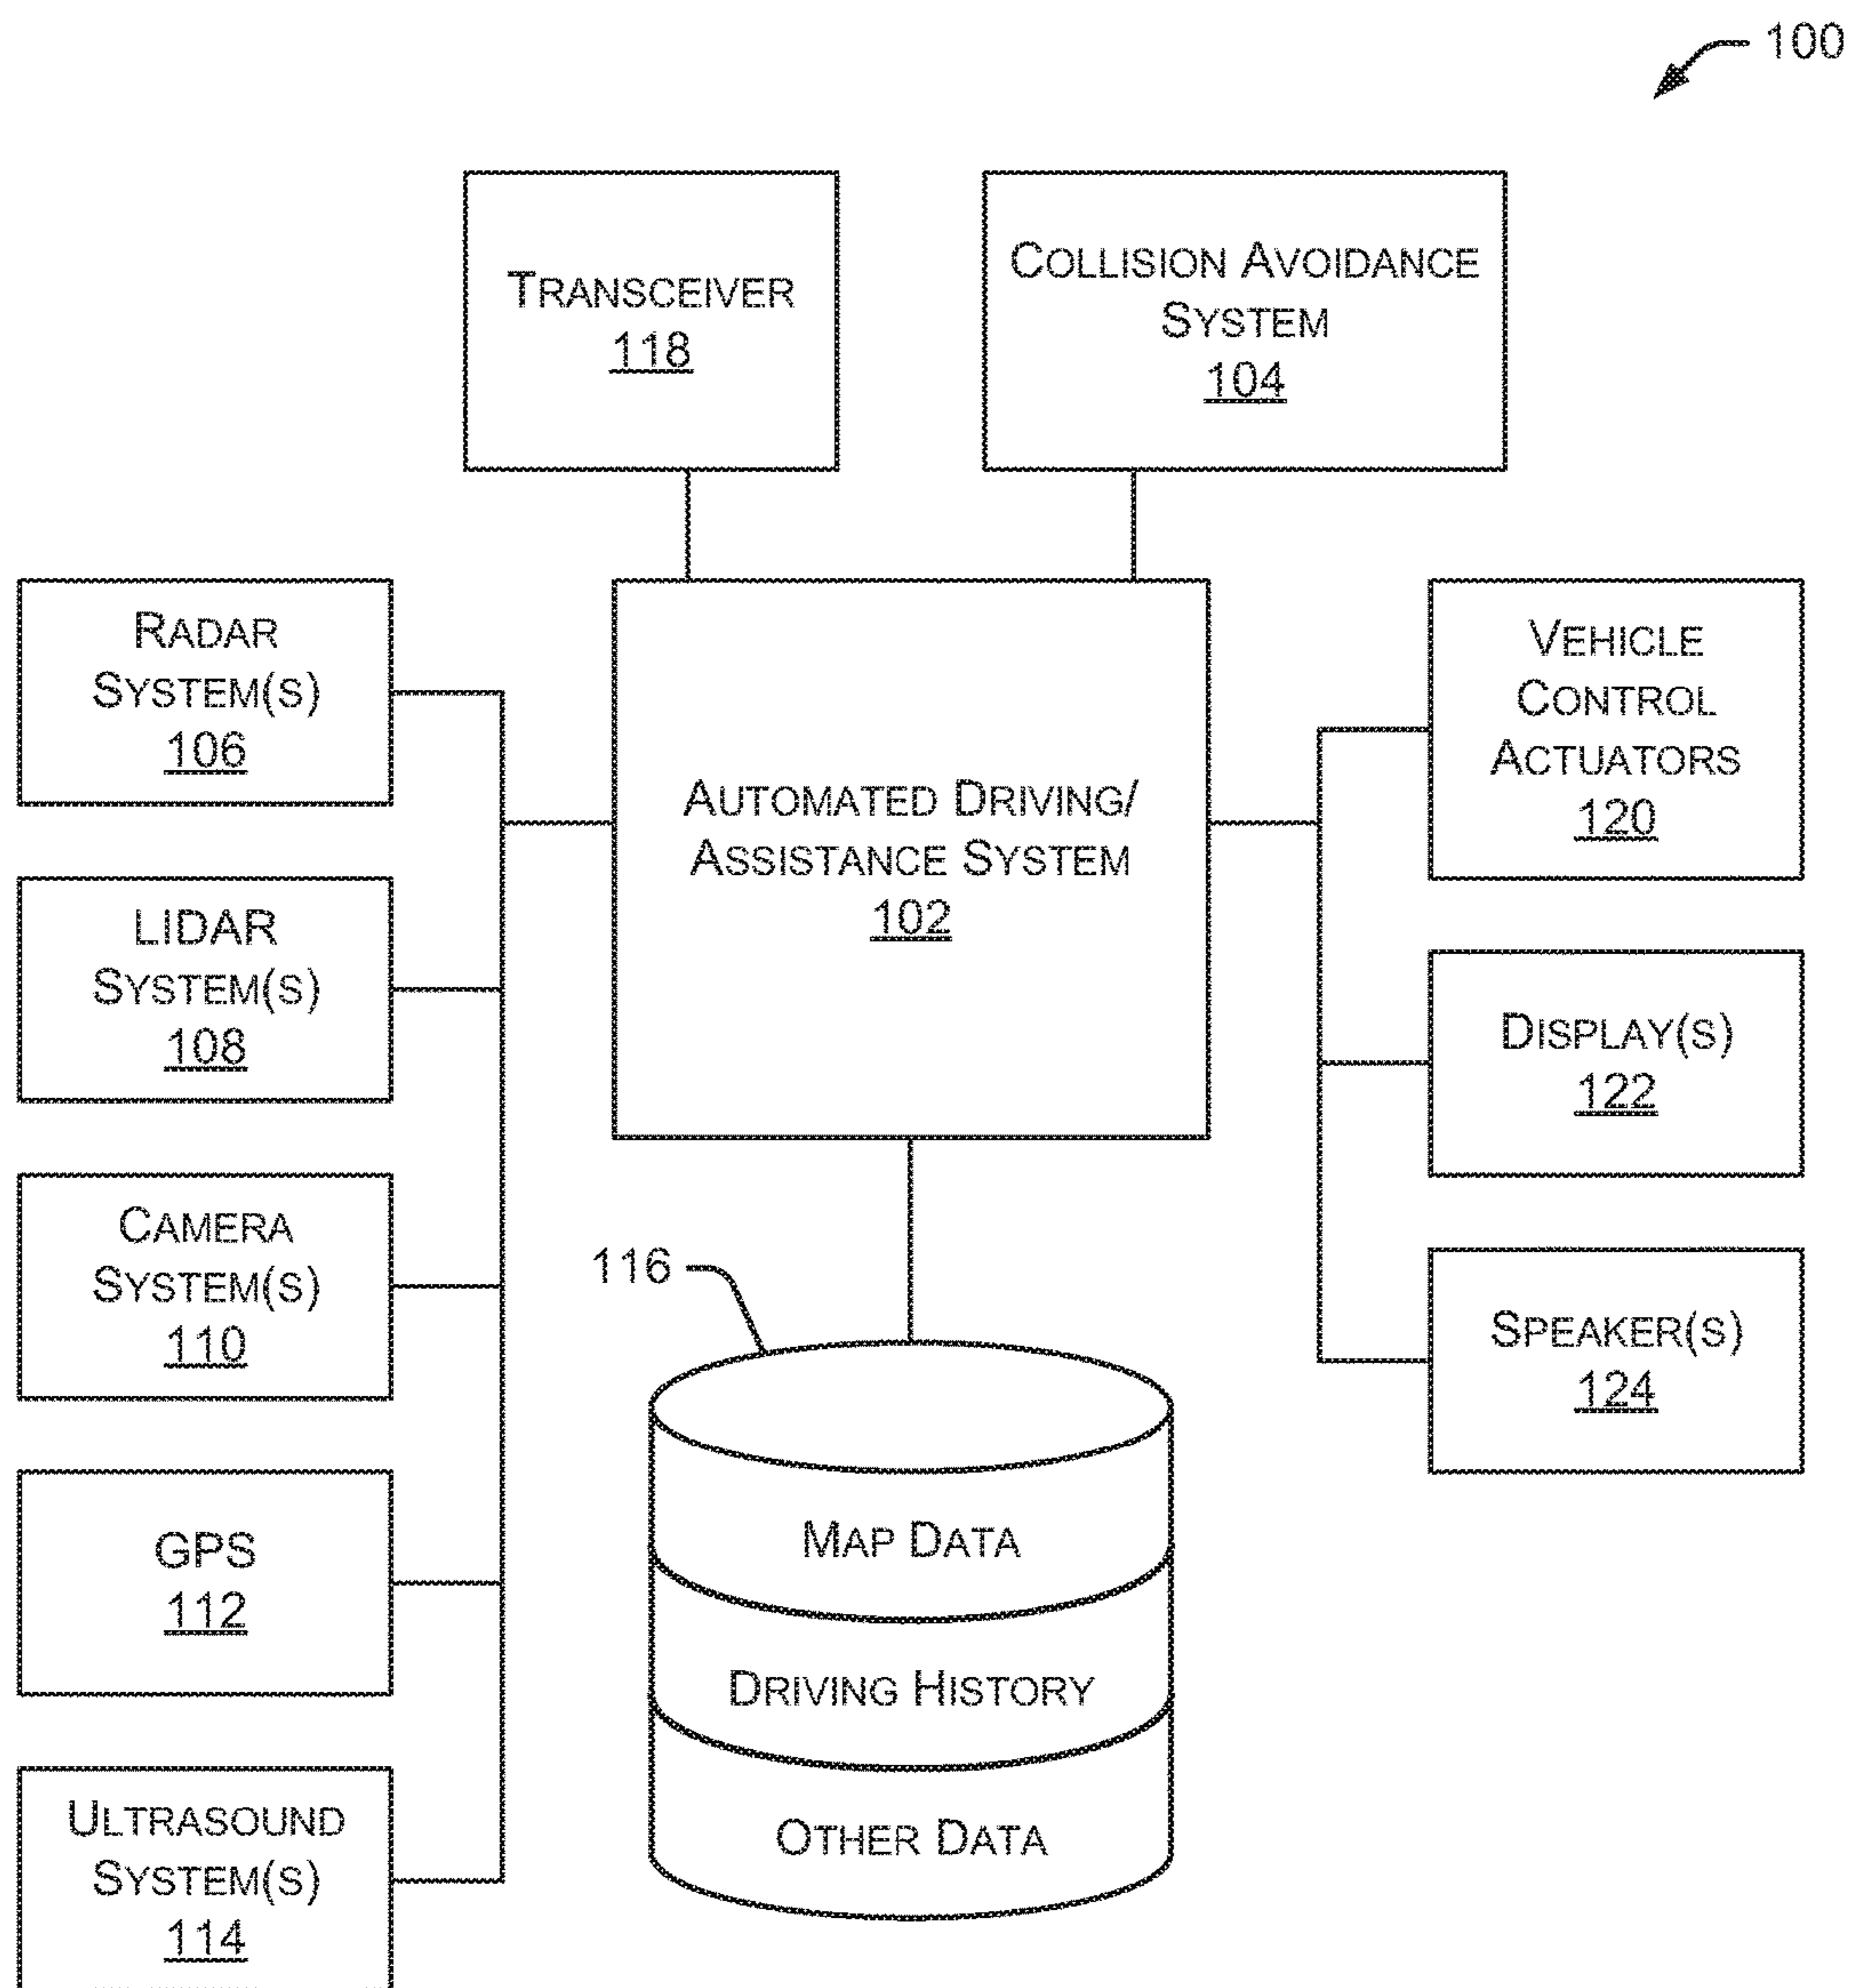 100
TRANSCEIVER
118
COLLISION AVOIDANCE
SYSTEM
104
RADAR
SYSTEM(S)
106
LIDAR
SYSTEM(S)
108
CAMERA
SYSTEM(S)
110
GPS
112
ULTRASOUND
SYSTEM(S)
114
AUTOMATED DRIVING/
ASSISTANCE SYSTEM
102
116
MAP DATA
DRIVING HISTORY
OTHER DATA
VEHICLE
CONTROL
ACTUATORS
120
DISPLAY(S)
122
SPEAKER(S)
124